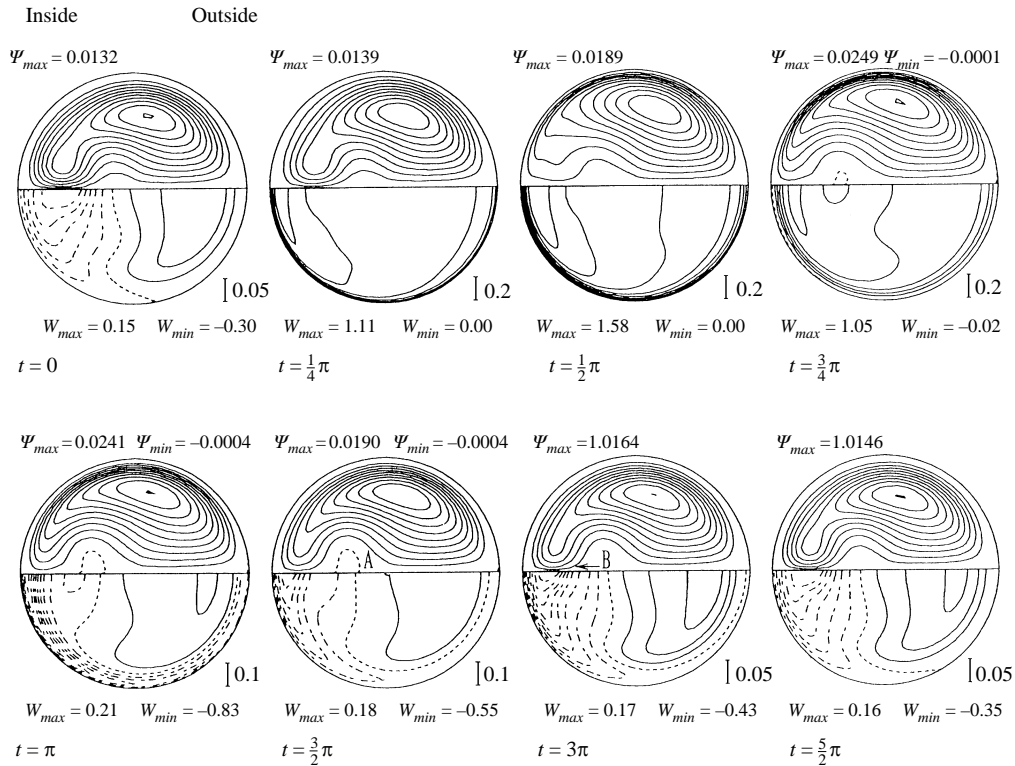 Inside Outside
Ψmax = 0.0132 Ψmax = 0.0139 Ψmax = 0.0189 Ψmax = 0.0249 Ψmin = –0.0001
0.05 0.2 0.2 0.2
Wmax = 0.15 Wmin = –0.30 Wmax = 1.11 Wmin = 0.00 Wmax = 1.58 Wmin = 0.00 Wmax = 1.05 Wmin = –0.02
t = 0 t = 1/4 π t = 1/2 π t = 3/4 π
Ψmax = 0.0241 Ψmin = –0.0004 Ψmax = 0.0190 Ψmin = –0.0004 Ψmax = 1.0164 Ψmax = 1.0146
A B
0.1 0.1 0.05 0.05
Wmax = 0.21 Wmin = –0.83 Wmax = 0.18 Wmin = –0.55 Wmax = 0.17 Wmin = –0.43 Wmax = 0.16 Wmin = –0.35
t = π t = 3/2 π t = 3π t = 5/2 π